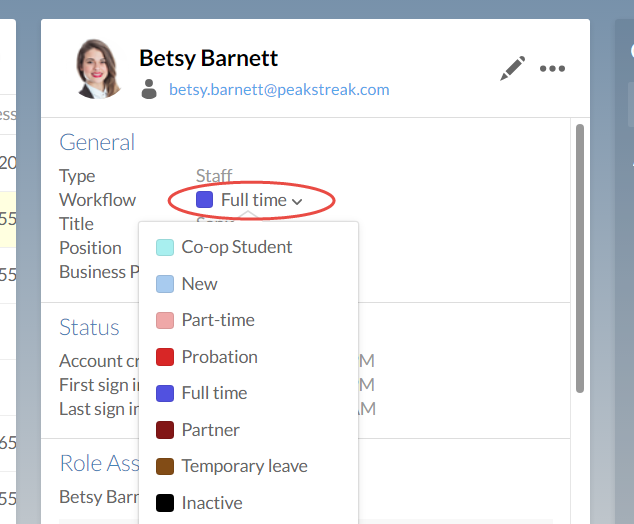 Betsy Barnett
betsy.barnett@peakstreak.com
General
Type Staff
Workflow Full time
Title
Position
Business P
Co-op Student
New
Part-time
Probation
Full time
Partner
Temporary leave
Inactive
Status
Account cr M
First sign i M
Last sign i AM
Role Ass
Betsy Barn
ess
20
55
55
65
55